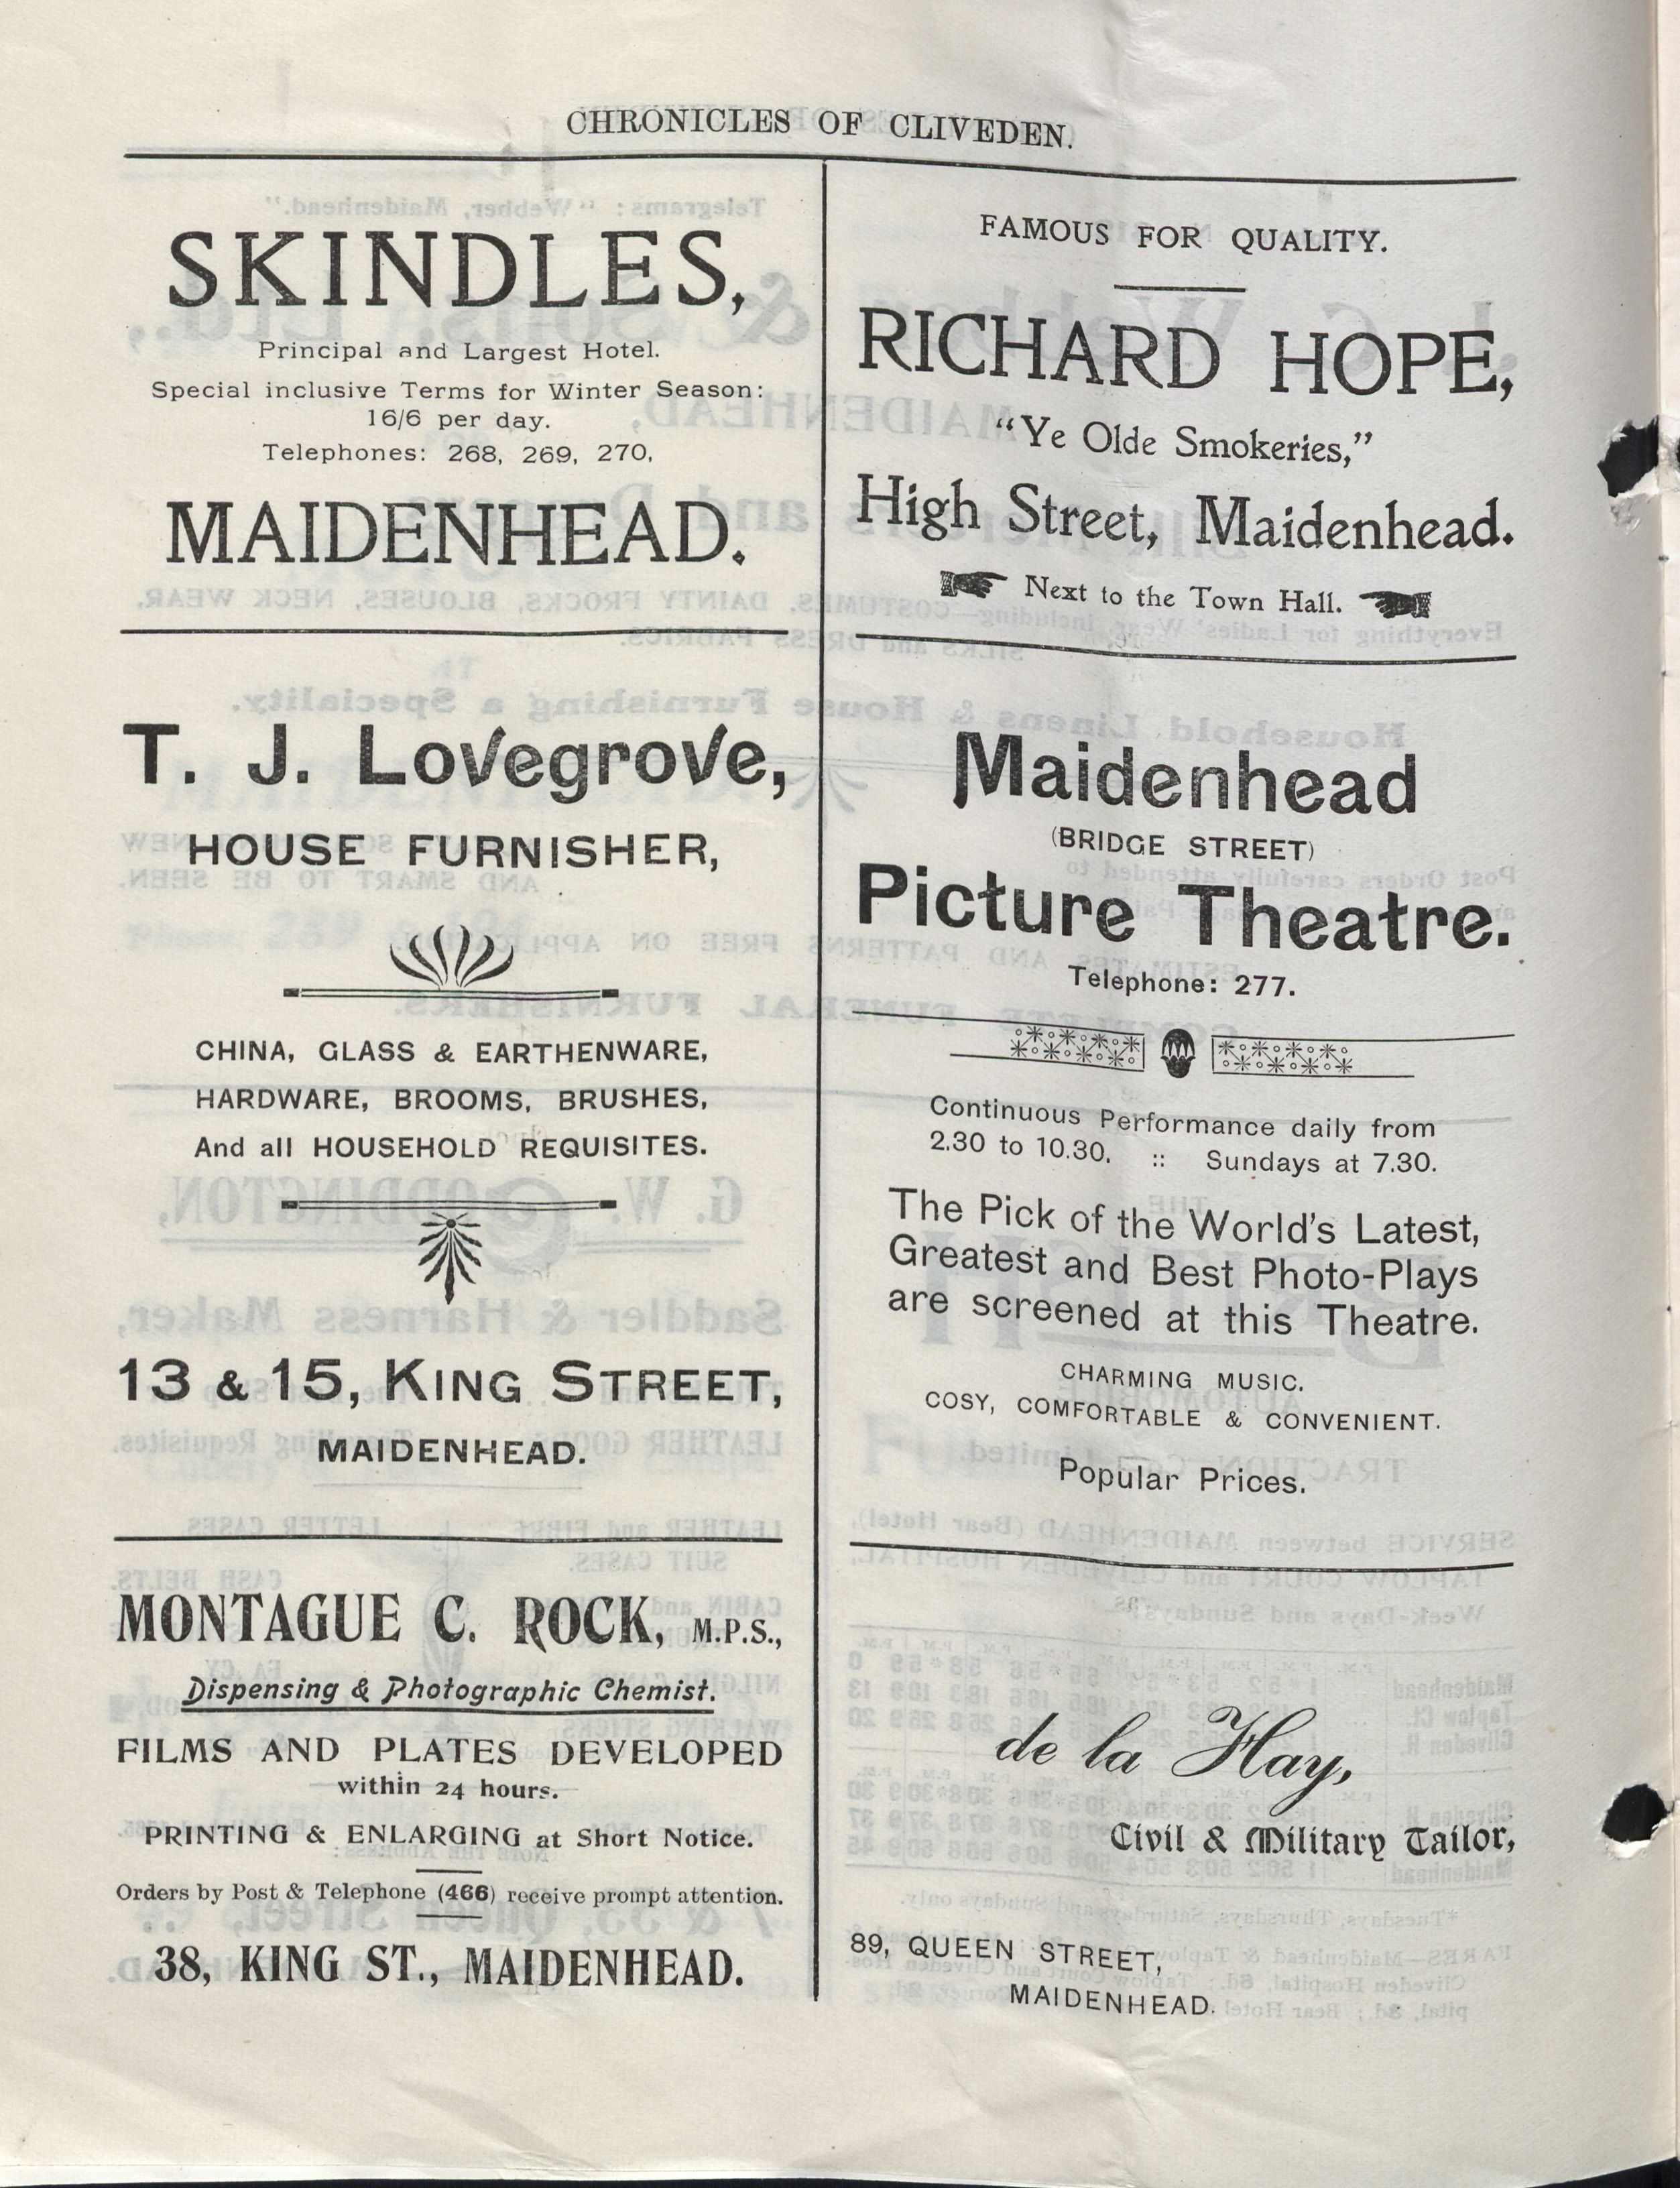 CHRONICLES OF CLIVEDEN.
SKINDLES,
Principal and Largest Hotel.
Special inclusive Terms for Winter Season:
16/6 per day.
Telephones: 268, 269, 270,
MAIDENHEAD.
T. J. Lovegrove,
HOUSE FURNISHER,
CHINA, GLASS & EARTHENWARE,
HARDWARE, BROOMS, BRUSHES,
And all HOUSEHOLD REQUISITES.
13 & 15, KING STREET,
MAIDENHEAD.
MONTAGUE C. ROCK, M.P.S.,
Dispensing & Photographic Chemist.
FILMS AND PLATES DEVELOPED
within 24 hours.
PRINTING & ENLARGING at Short Notice.
Orders by Post & Telephone (466) receive prompt attention.
38, KING ST., MAIDENHEAD.
FAMOUS FOR QUALITY.
RICHARD HOPE,
"Ye Olde Smokeries,"
High Street, Maidenhead.
Next to the Town Hall.
Maidenhead
(BRIDGE STREET)
Picture Theatre.
Telephone: 277.
Continuous Performance daily from
2.30 to 10.30. :: Sundays at 7.30.
The Pick of the World's Latest,
Greatest and Best Photo-Plays
are screened at this Theatre.
CHARMING MUSIC.
COSY, COMFORTABLE & CONVENIENT.
Popular Prices.
de la Hay,
Civil & Military Tailor,
89, QUEEN STREET,
MAIDENHEAD.